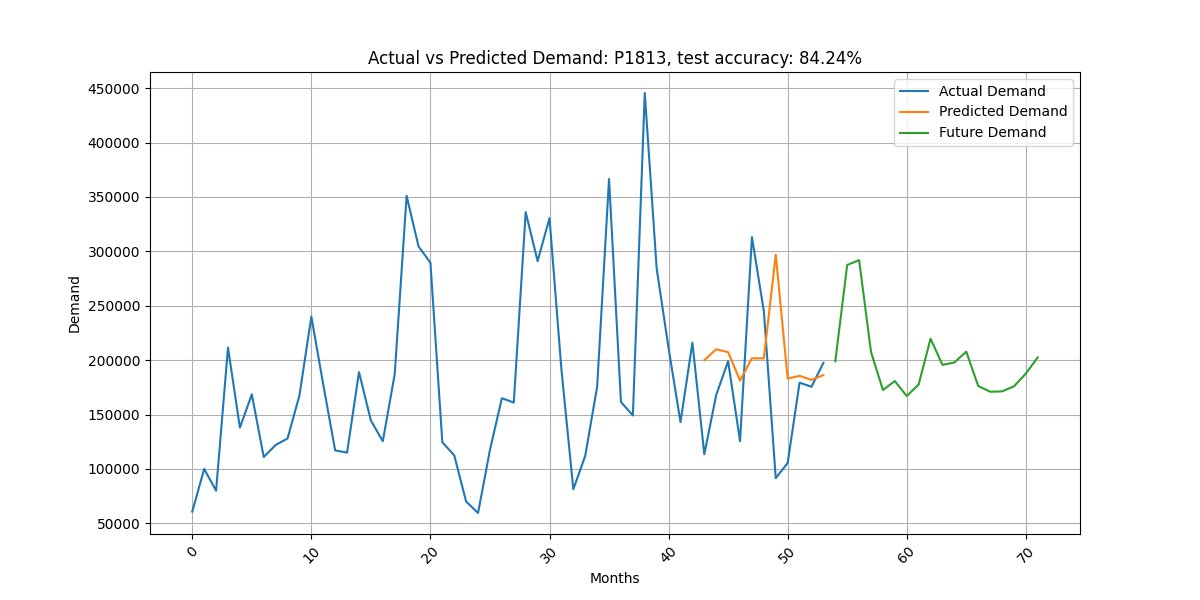 Actual vs Predicted Demand: P1813, test accuracy: 84.24%
Actual Demand
Predicted Demand
Future Demand
Demand
450000
400000
350000
300000
250000
200000
150000
100000
50000
0
10
20
30
40
50
60
70
Months